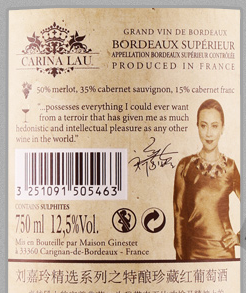 GRAND VIN DE BORDEAUX
BORDEAUX SUPÉRIEUR
APPELLATION BORDEAUX SUPÉRIEUR CONTRÔLÉE
PRODUCED IN FRANCE
CARINA LAU
50% merlot, 35% cabernet sauvignon, 15% cabernet franc
"..possesses everything I could ever want
from a terroir that has given me as much
hedonistic and intellectual pleasure as any other
wine in the world."
3 251091 505463
CONTAINS SULPHITES
750 ml 12,5%Vol.
Mis en Bouteille par Maison Ginestet
à 33360 Carignan-de-Bordeaux - France
刘嘉玲精选系列之特酿珍藏红葡萄酒